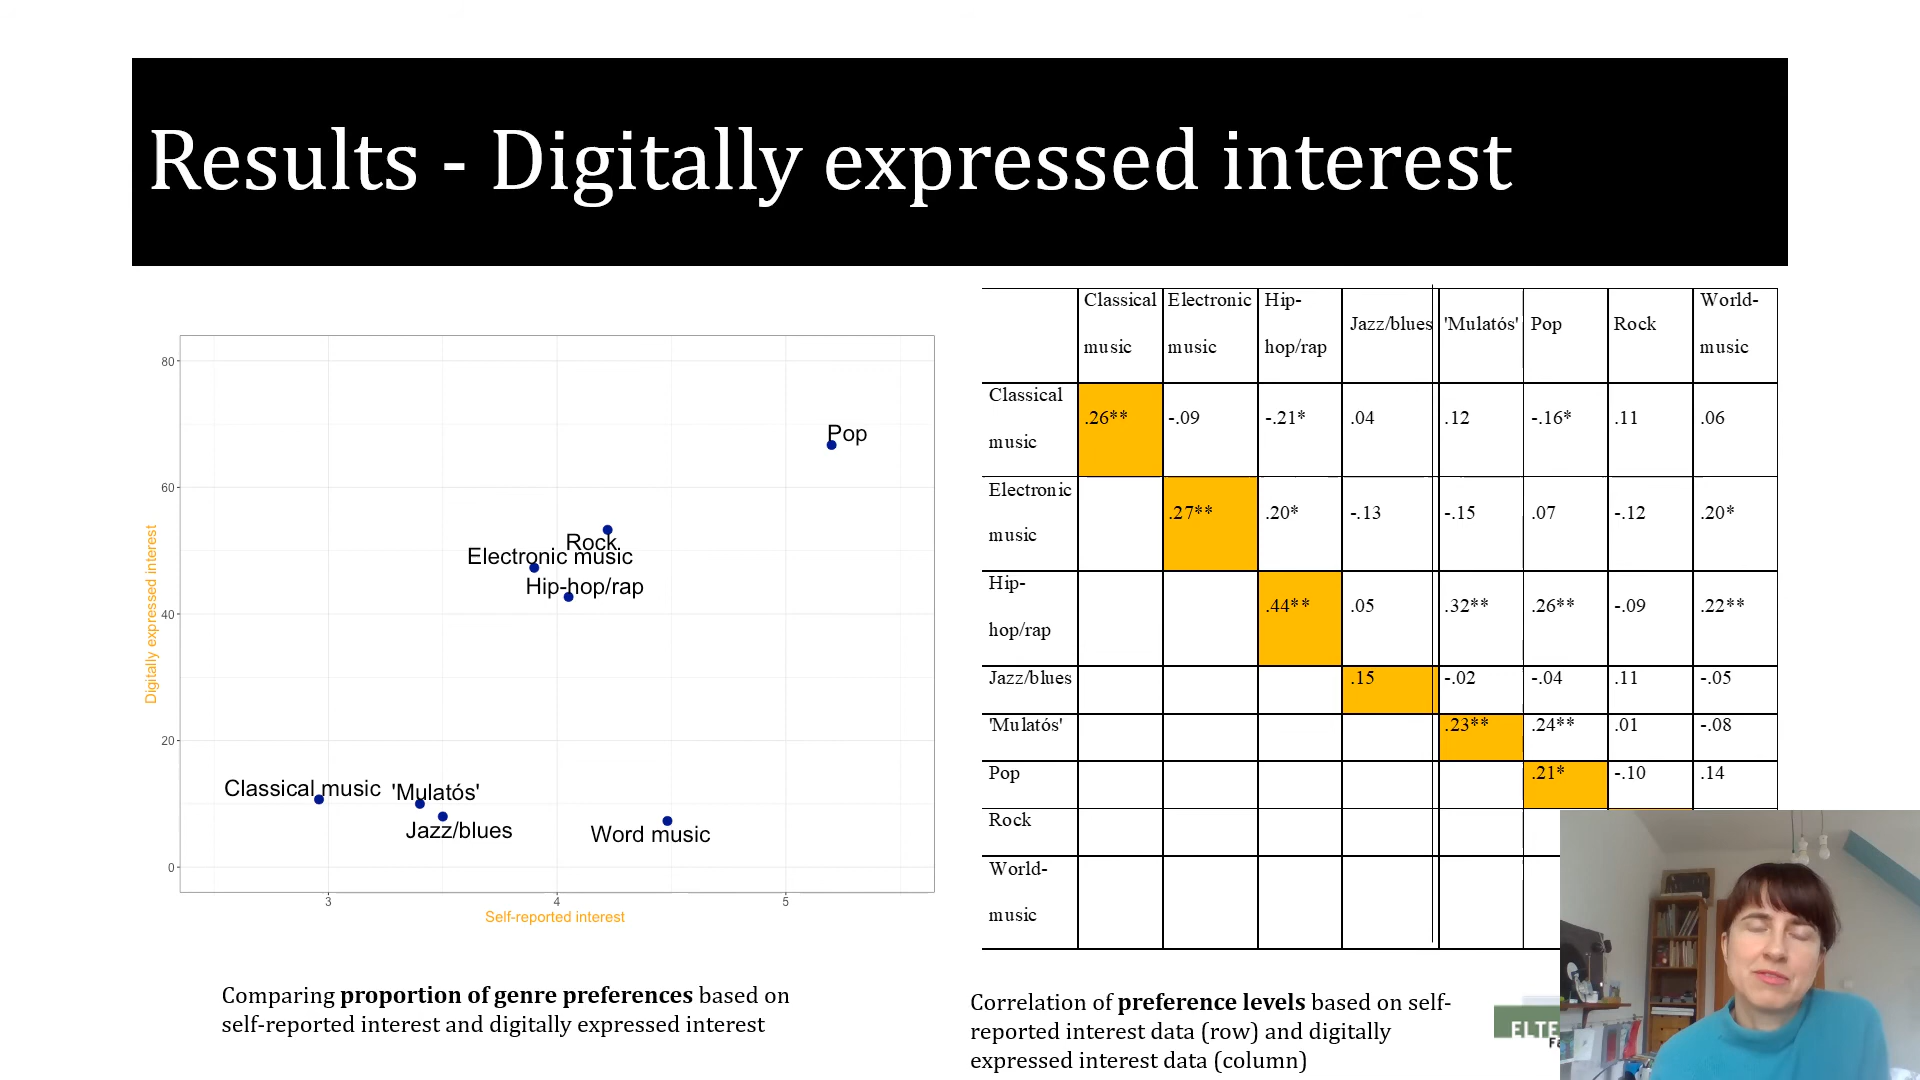 Results - Digitally expressed interest
80
60
40
20
0
3
4
5
Digitally expressed interest
Self-reported interest
Pop
Rock
Electronic music
Hip-hop/rap
Classical music
'Mulatós'
Jazz/blues
Word music
Comparing proportion of genre preferences based on
self-reported interest and digitally expressed interest
Classical Electronic Hip- World-
Jazz/blues 'Mulatós' Pop Rock
music music hop/rap music
Classical
.26** -.09 -.21* .04 .12 -.16* .11 .06
music
Electronic
.27** .20* -.13 -.15 .07 -.12 .20*
music
Hip-
.44** .05 .32** .26** -.09 .22**
hop/rap
Jazz/blues .15 -.02 -.04 .11 -.05
'Mulatós' .23** .24** .01 -.08
Pop .21* -.10 .14
Rock
World-
music
Correlation of preference levels based on self-
reported interest data (row) and digitally
expressed interest data (column)
ELTE